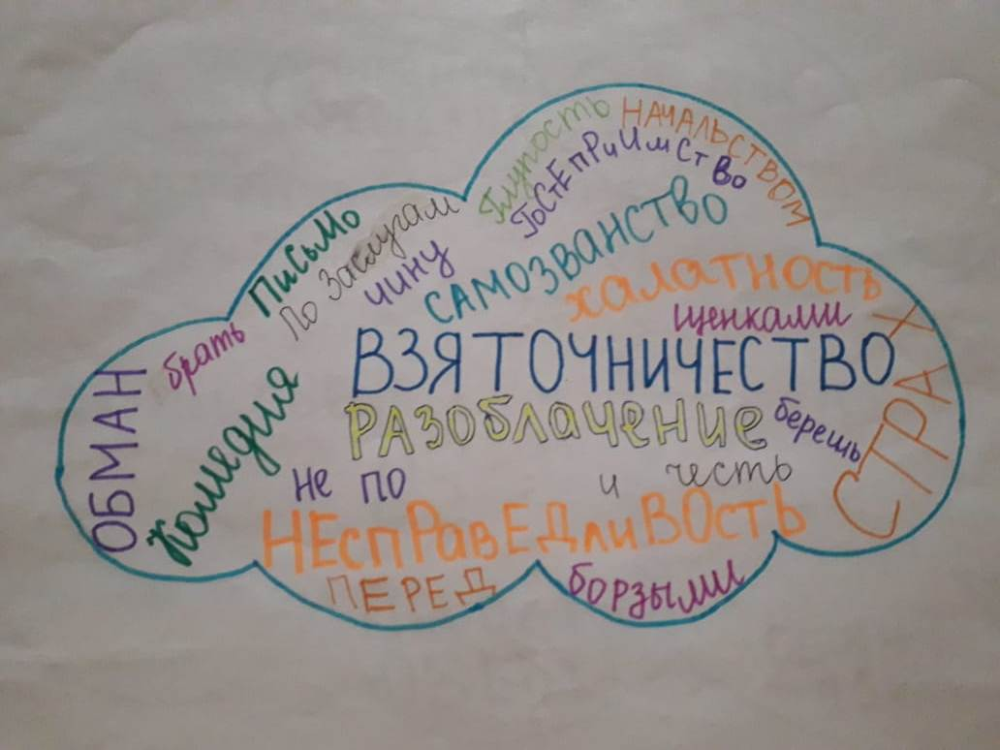 Глупость
НАЧАЛЬСТВОМ
ГОСТЕПРИИМСТВО
ПИСЬМО
По Заслугам
чину
САМОЗВАНСТВО
ХАЛАТНОСТЬ
щенками
брать
ВЗЯТОЧНИЧЕСТВО
СТРАХ
ОБМАН
Комедия
РАЗОБЛАЧЕНИЕ
берешь
не по
и честь
НЕсПРавЕДлиВОстЬ
ПЕРЕД
борзыми